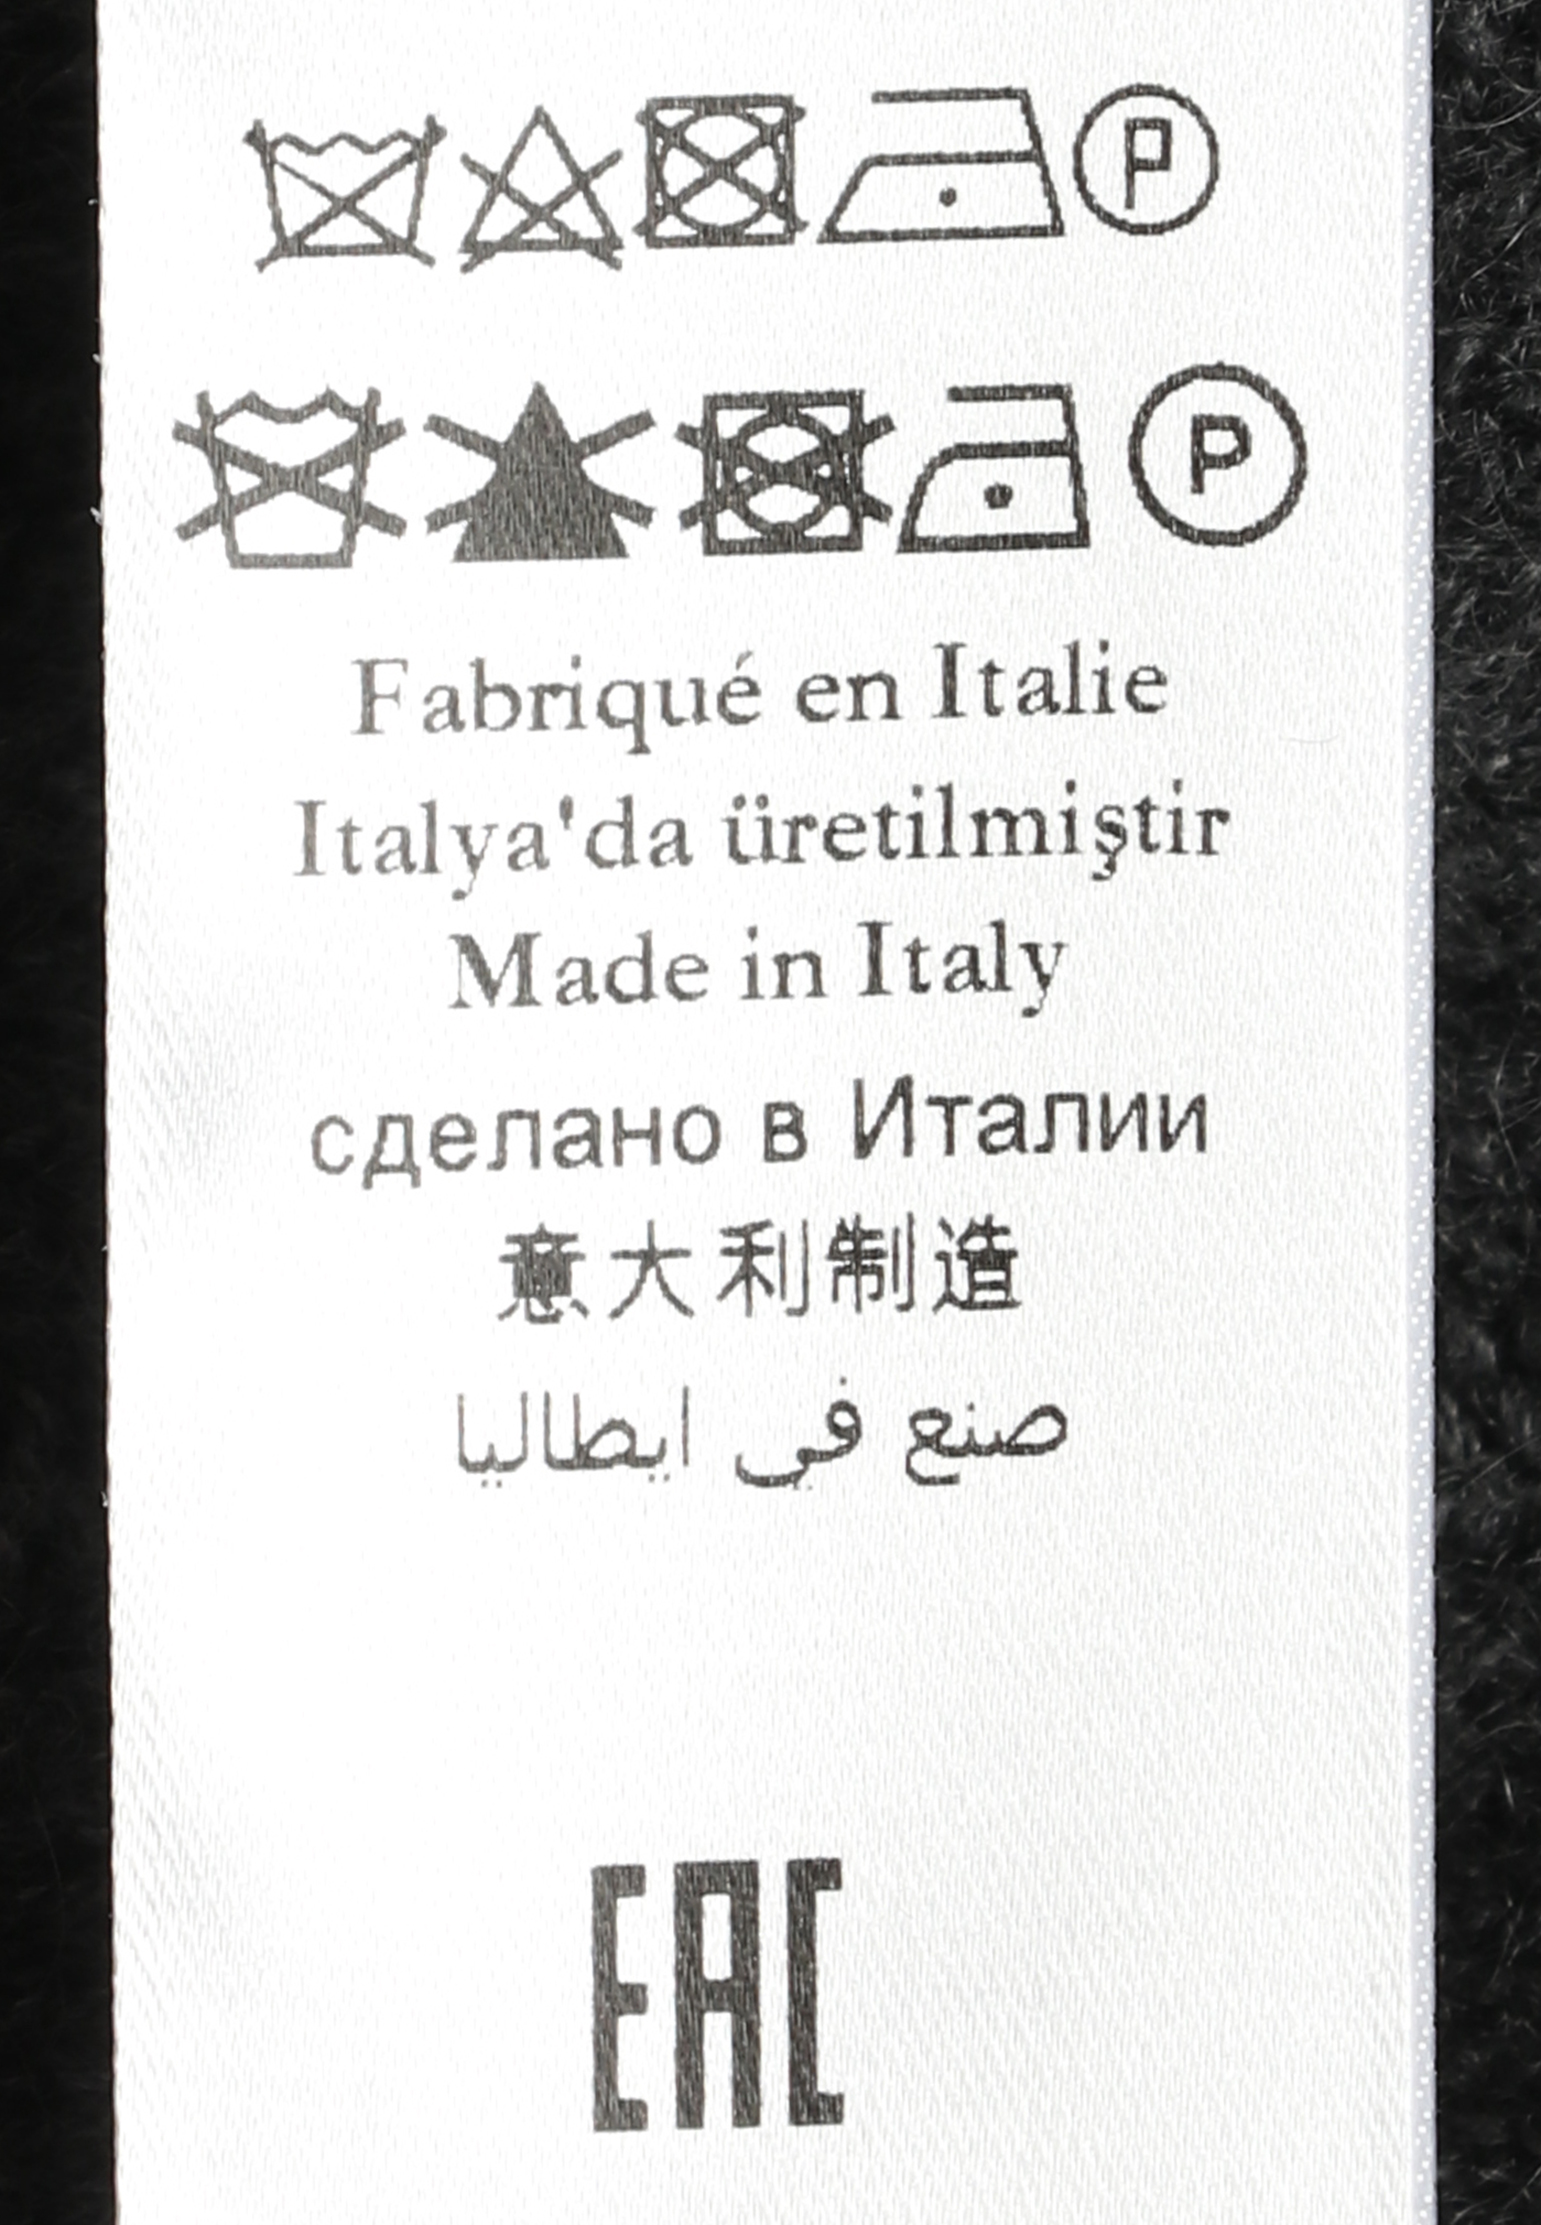 P
P
Fabriqué en Italie
Italya'da üretilmiştir
Made in Italy
сделано в Италии
意大利制造
صنع في ايطاليا
EAC